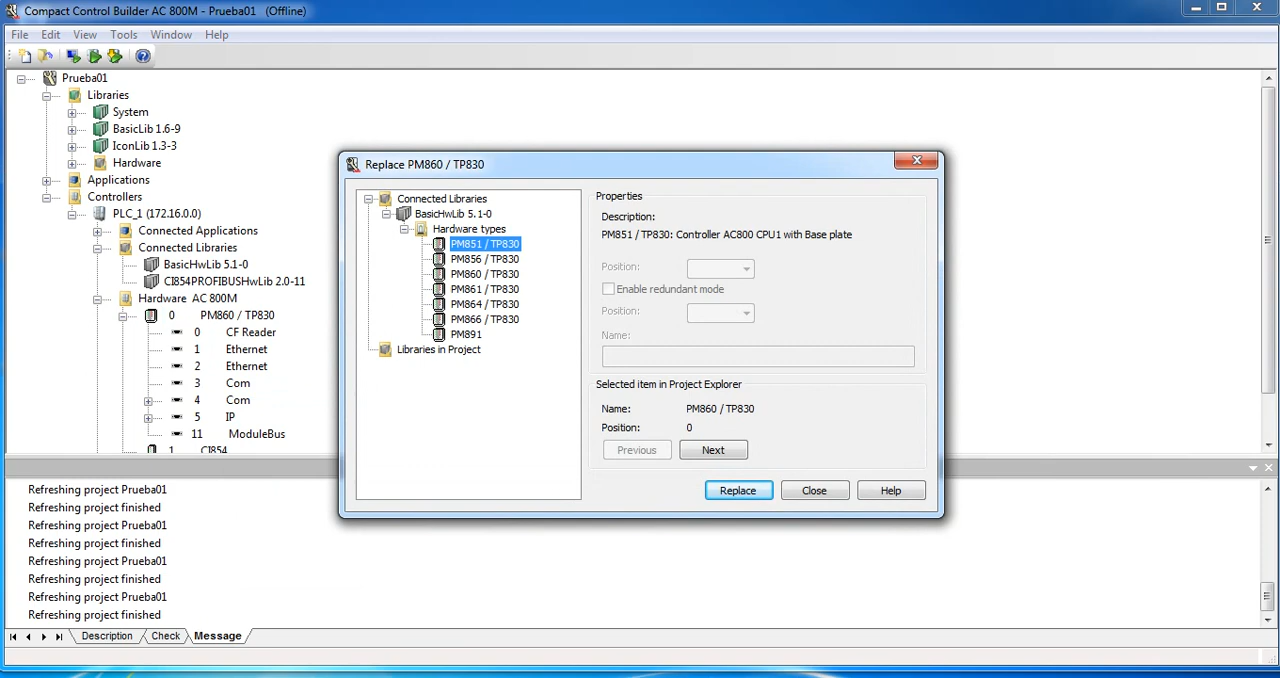 Compact Control Builder AC 800M - Prueba01   (Offline)
File   Edit   View   Tools   Window   Help
Prueba01
Libraries
System
BasicLib 1.6-9
IconLib 1.3-3
Hardware
Applications
Controllers
PLC_1 (172.16.0.0)
Connected Applications
Connected Libraries
BasicHwLib 5.1-0
CI854PROFIBUSHwLib 2.0-11
Hardware  AC 800M
0   PM860 / TP830
0   CF Reader
1   Ethernet
2   Ethernet
3   Com
4   Com
5   IP
11   ModuleBus
1   CI854
Replace PM860 / TP830
Connected Libraries
BasicHwLib 5.1-0
Hardware types
PM851 / TP830
PM856 / TP830
PM860 / TP830
PM861 / TP830
PM864 / TP830
PM866 / TP830
PM891
Libraries in Project
Properties
Description:
PM851 / TP830: Controller AC800 CPU1 with Base plate
Position:
Enable redundant mode
Position:
Name:
Selected item in Project Explorer
Name:   PM860 / TP830
Position:   0
Previous   Next
Replace   Close   Help
Refreshing project Prueba01
Refreshing project finished
Refreshing project Prueba01
Refreshing project finished
Refreshing project Prueba01
Refreshing project finished
Refreshing project Prueba01
Refreshing project finished
Description   Check   Message